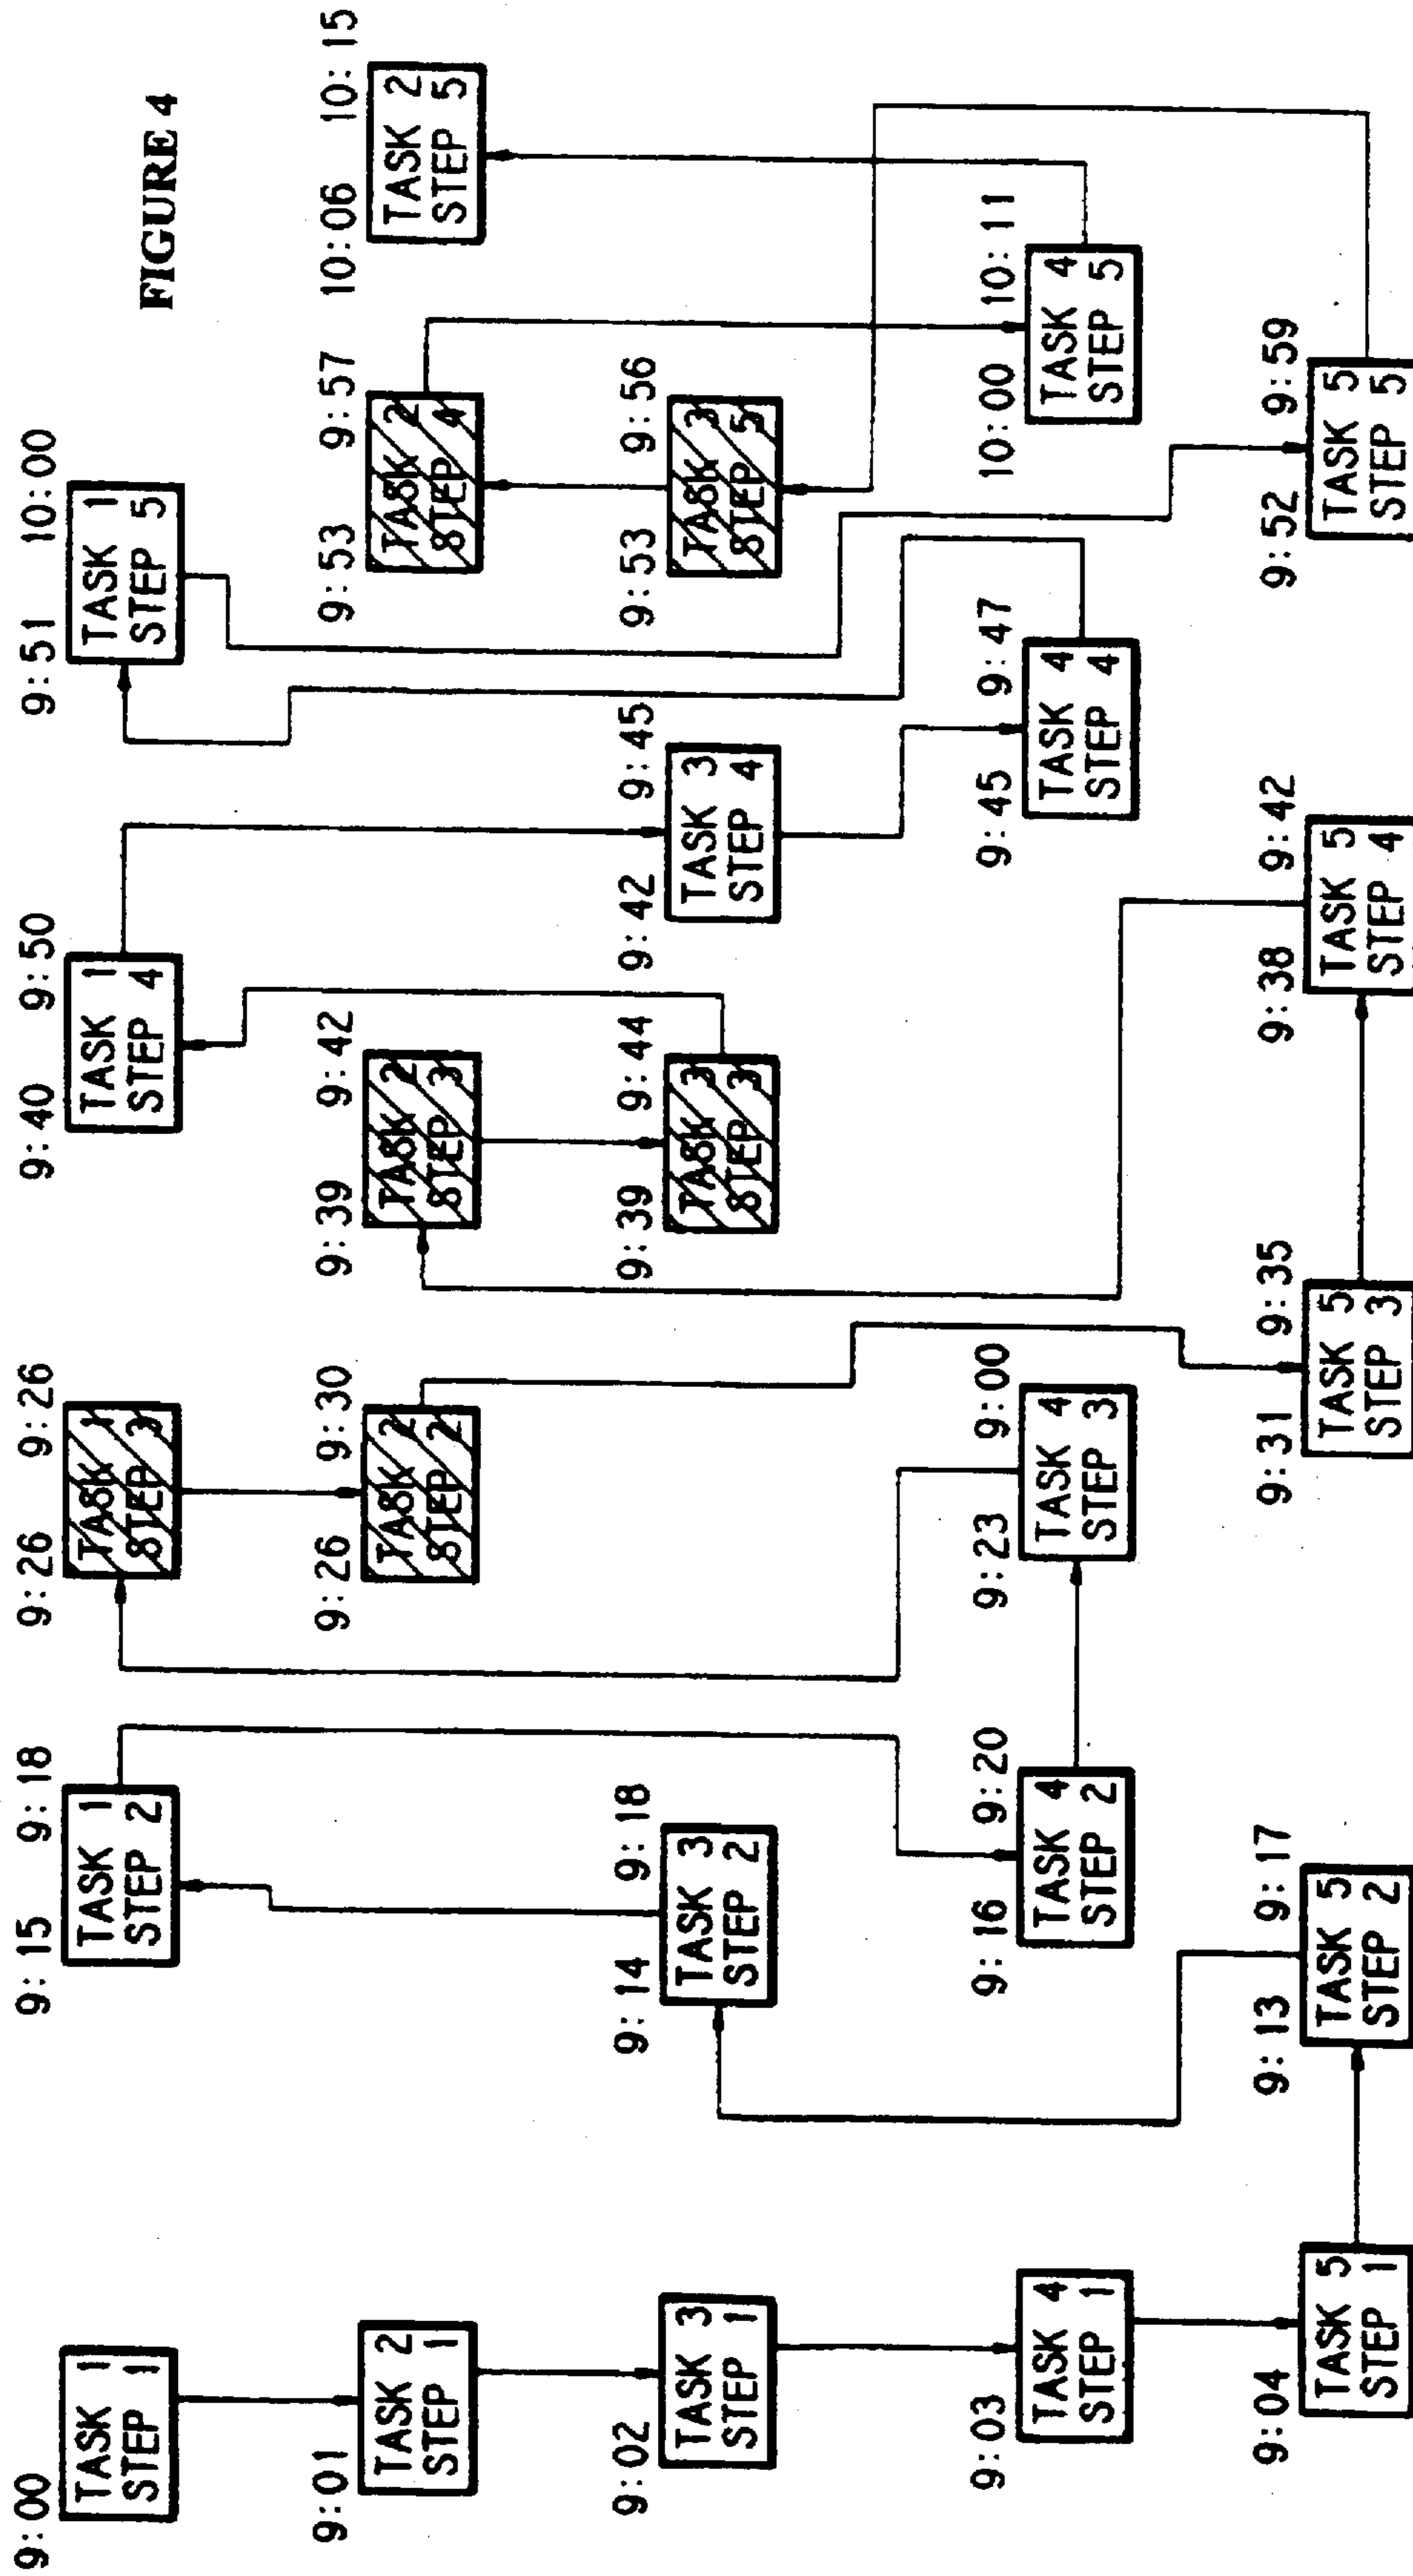 9:00
TASK 1
STEP 1
9:15 9:18
TASK 1
STEP 2
9:26 9:26
TASK 1
STEP 3
9:40 9:50
TASK 1
STEP 4
9:51 10:00
TASK 1
STEP 5
FIGURE 4
9:01
TASK 2
STEP 1
9:26 9:30
TASK 2
STEP 2
9:39 9:42
TASK 2
STEP 3
9:53 9:57
TASK 2
STEP 4
10:06 10:15
TASK 2
STEP 5
9:02
TASK 3
STEP 1
9:14 9:18
TASK 3
STEP 2
9:39 9:44
TASK 3
STEP 3
9:42 9:45
TASK 3
STEP 4
9:53 9:56
TASK 3
STEP 5
9:03
TASK 4
STEP 1
9:16 9:20
TASK 4
STEP 2
9:23 9:00
TASK 4
STEP 3
9:45 9:47
TASK 4
STEP 4
10:00 10:11
TASK 4
STEP 5
9:04
TASK 5
STEP 1
9:13 9:17
TASK 5
STEP 2
9:31 9:35
TASK 5
STEP 3
9:38 9:42
TASK 5
STEP 4
9:52 9:59
TASK 5
STEP 5